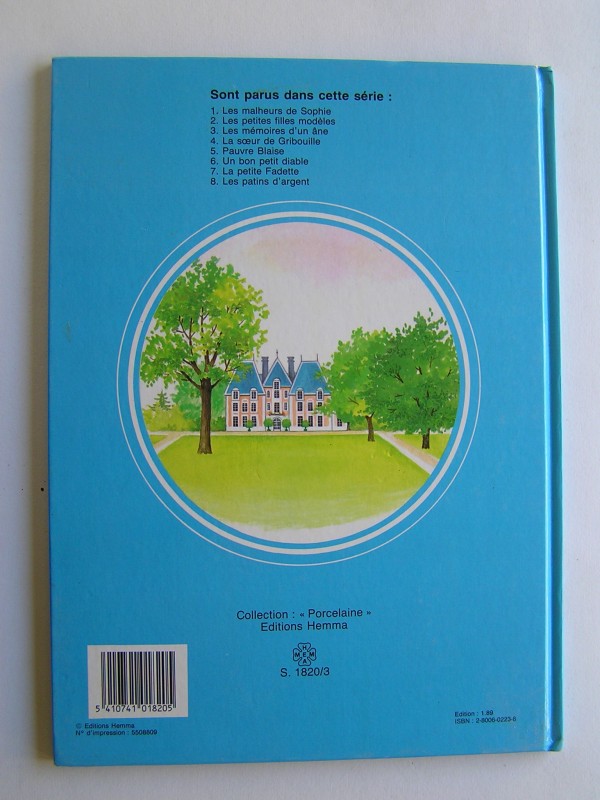 Sont parus dans cette série :
1. Les malheurs de Sophie
2. Les petites filles modèles
3. Les mémoires d'un âne
4. La sœur de Gribouille
5. Pauvre Blaise
6. Un bon petit diable
7. La petite Fadette
8. Les patins d'argent
Collection : « Porcelaine »
Editions Hemma
HEMMA
S. 1820/3
5 410741 018205
© Editions Hemma
N° d'impression : 5508809
Edition : 1.89
ISBN : 2-8006-0223-6